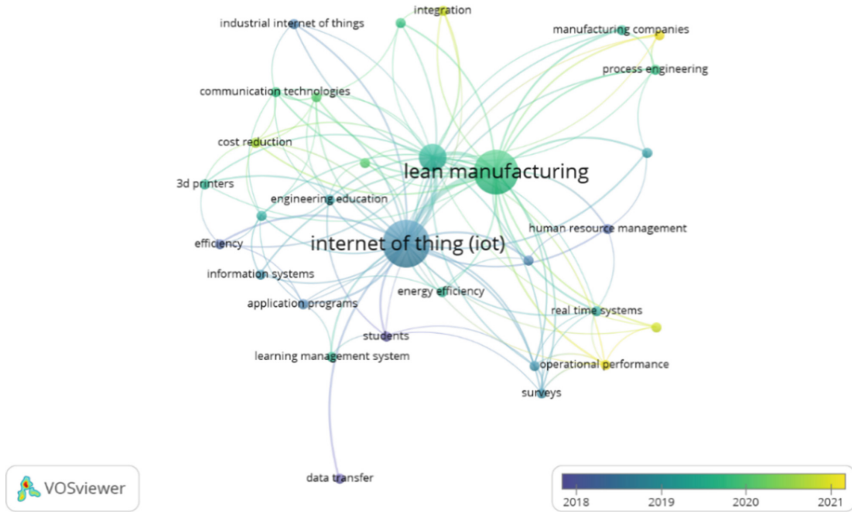 integration
industrial internet of things
manufacturing companies
process engineering
communication technologies
cost reduction
lean manufacturing
3d printers
engineering education
human resource management
efficiency
internet of thing (iot)
information systems
energy efficiency
application programs
real time systems
students
learning management system
operational performance
surveys
data transfer
VOSviewer
2018 2019 2020 2021